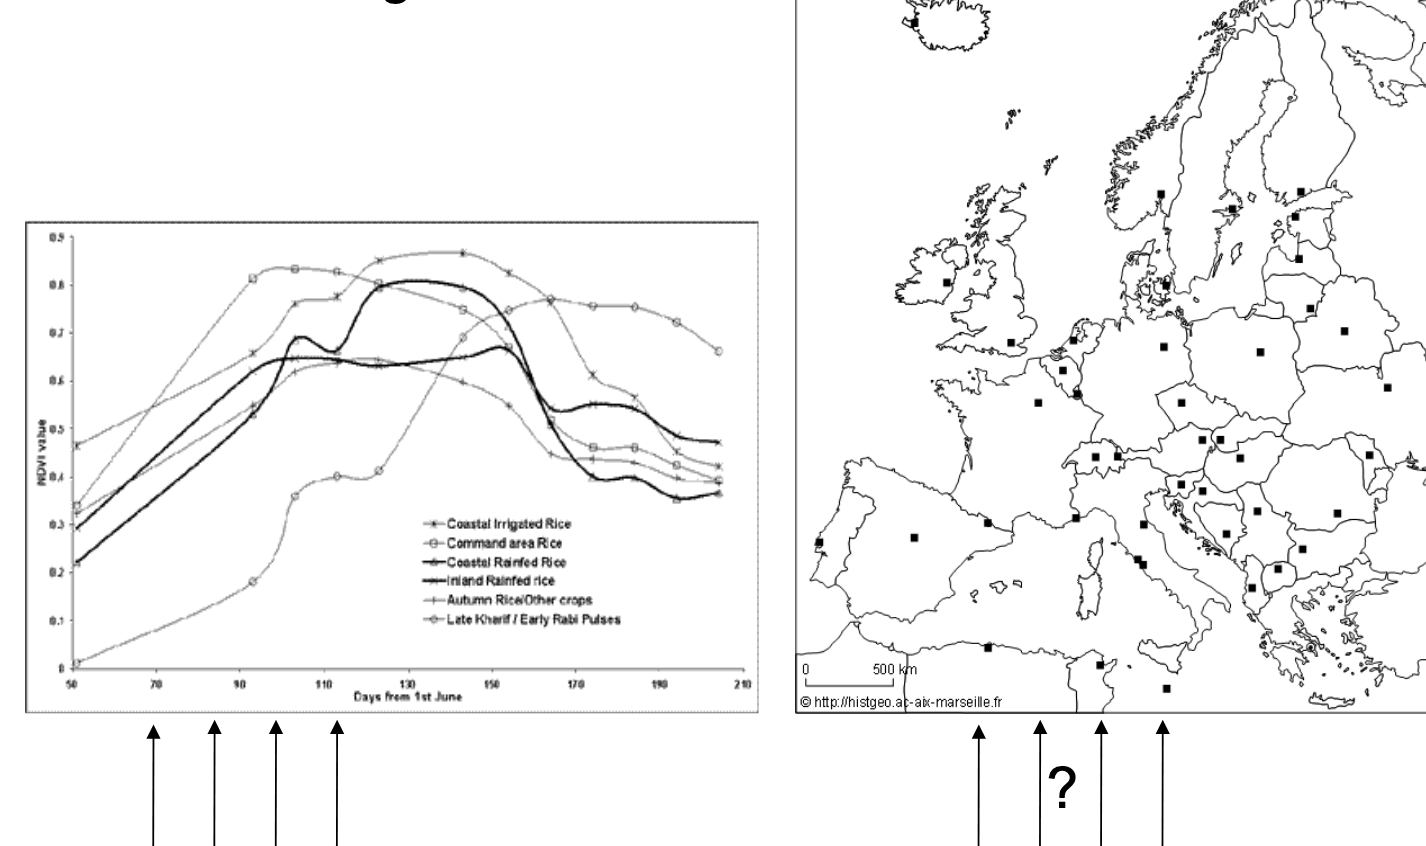 0.9
0.8
0.7
0.6
0.5
0.4
0.3
0.2
0.1
0
NDVI value
50 70 90 110 130 150 170 190 210
Days from 1st June
Coastal Irrigated Rice
Command area Rice
Coastal Rainfed Rice
Inland Rainfed rice
Autumn Rice/Other crops
Late Kharif / Early Rabi Pulses
0 500 km
© http://histgeo.ac-aix-marseille.fr
?